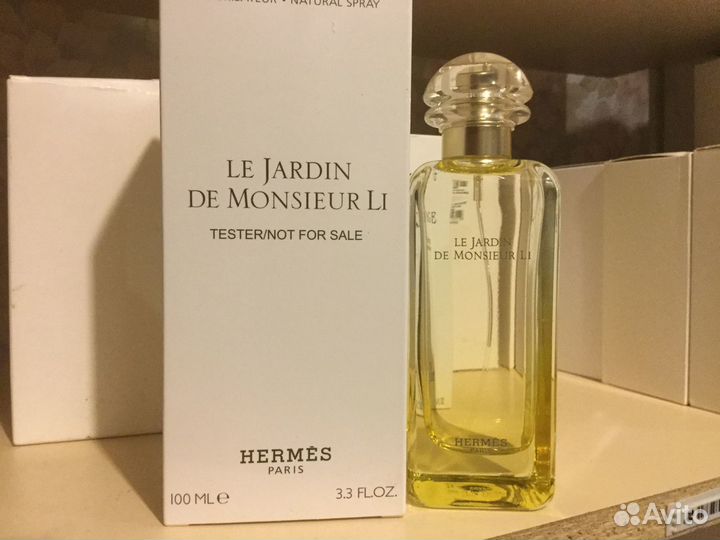 NATURAL SPRAY
LE JARDIN
DE MONSIEUR LI
TESTER/NOT FOR SALE
HERMÈS
PARIS
100 ML e
3.3 FL.OZ.
LE JARDIN
DE MONSIEUR LI
HERMÈS
PARIS
Avito